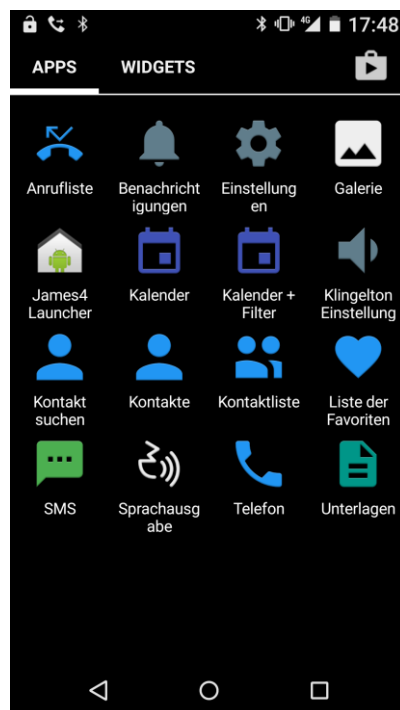 4G 17:48
APPS WIDGETS
Anrufliste Benachricht Einstellung Galerie
igungen en
James4 Kalender Kalender + Klingelton
Launcher Filter Einstellung
Kontakt Kontakte Kontaktliste Liste der
suchen Favoriten
SMS Sprachausg Telefon Unterlagen
abe